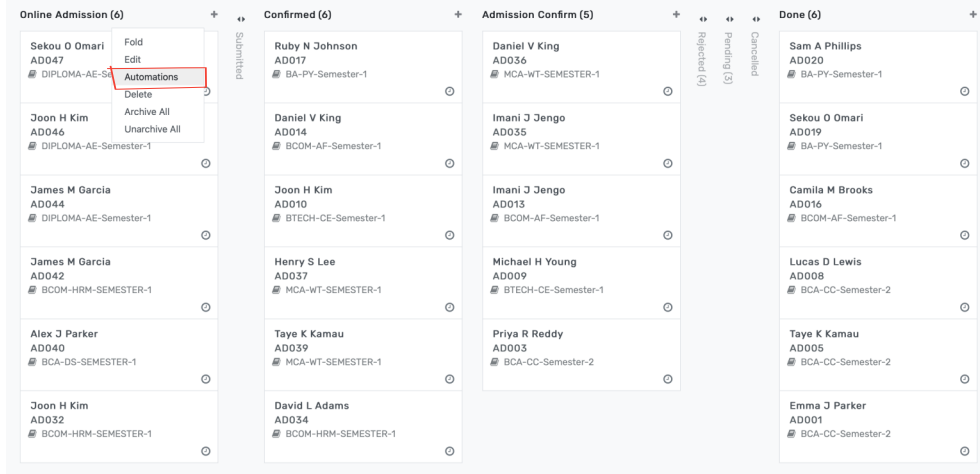 Online Admission (6)
Sekou O Omari
AD047
DIPLOMA-AE-Se
Fold
Edit
Automations
Delete
Archive All
Unarchive All
Joon H Kim
AD046
DIPLOMA-AE-Semester-1
James M Garcia
AD044
DIPLOMA-AE-Semester-1
James M Garcia
AD042
BCOM-HRM-SEMESTER-1
Alex J Parker
AD040
BCA-DS-SEMESTER-1
Joon H Kim
AD032
BCOM-HRM-SEMESTER-1
Submitted
Confirmed (6)
Ruby N Johnson
AD017
BA-PY-Semester-1
Daniel V King
AD014
BCOM-AF-Semester-1
Joon H Kim
AD010
BTECH-CE-Semester-1
Henry S Lee
AD037
MCA-WT-SEMESTER-1
Taye K Kamau
AD039
MCA-WT-SEMESTER-1
David L Adams
AD034
BCOM-HRM-SEMESTER-1
Admission Confirm (5)
Daniel V King
AD036
MCA-WT-SEMESTER-1
Imani J Jengo
AD035
MCA-WT-SEMESTER-1
Imani J Jengo
AD013
BCOM-AF-Semester-1
Michael H Young
AD009
BTECH-CE-Semester-1
Priya R Reddy
AD003
BCA-CC-Semester-2
Rejected (4)
Pending (3)
Cancelled
Done (6)
Sam A Phillips
AD020
BA-PY-Semester-1
Sekou O Omari
AD019
BA-PY-Semester-1
Camila M Brooks
AD016
BCOM-AF-Semester-1
Lucas D Lewis
AD008
BCA-CC-Semester-2
Taye K Kamau
AD005
BCA-CC-Semester-2
Emma J Parker
AD001
BCA-CC-Semester-2